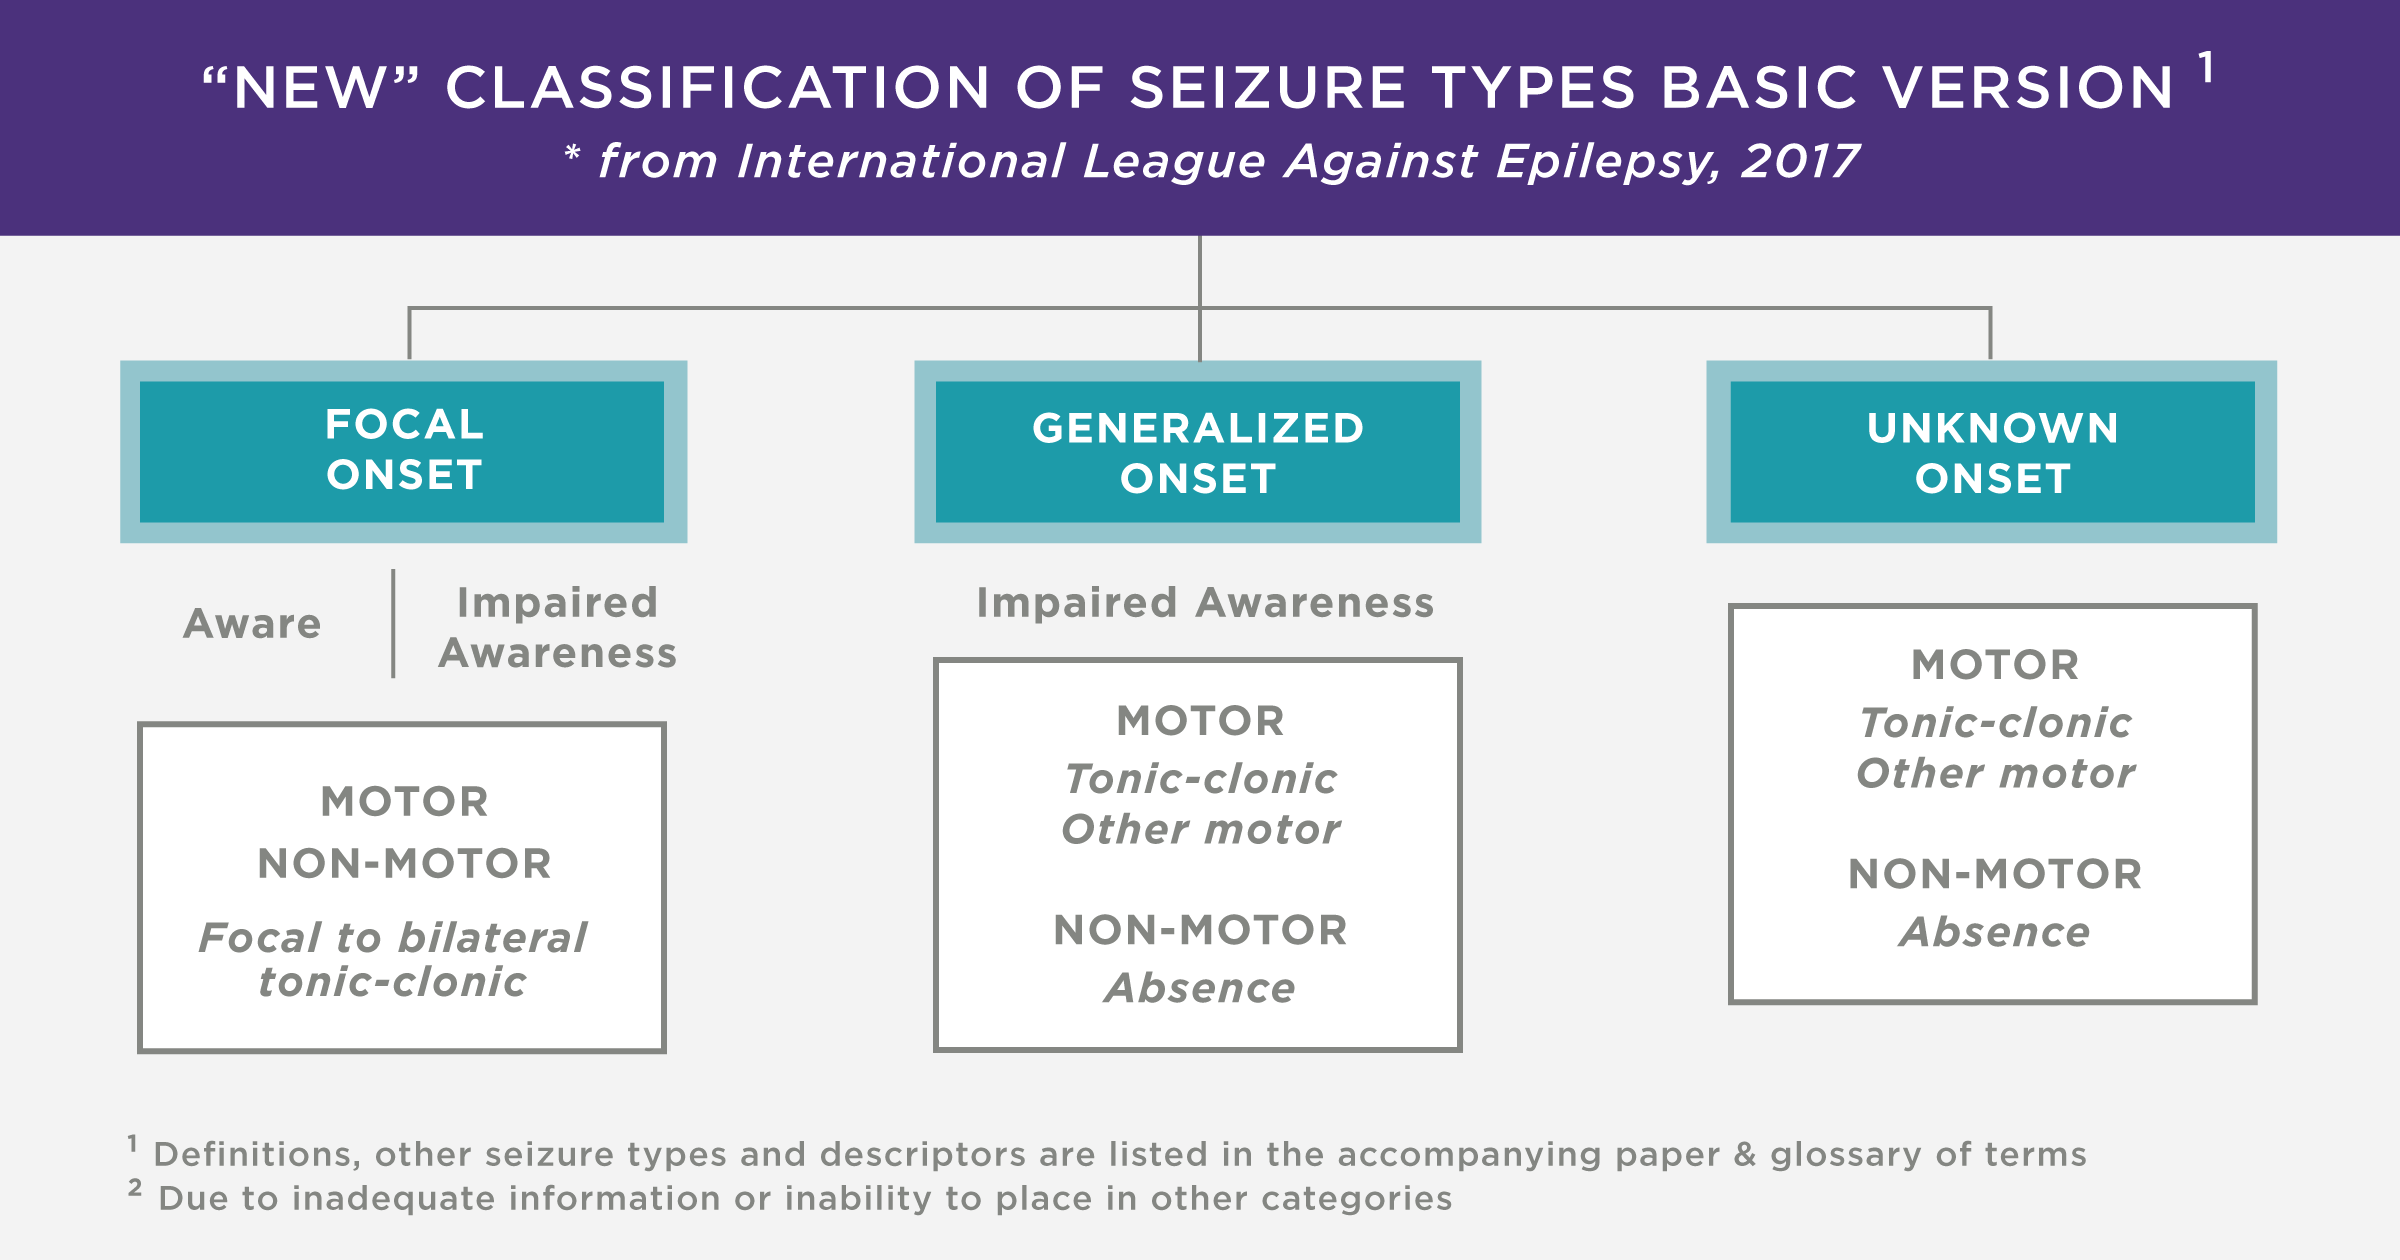 “NEW” CLASSIFICATION OF SEIZURE TYPES BASIC VERSION ¹
* from International League Against Epilepsy, 2017
FOCAL
ONSET
Aware
Impaired
Awareness
MOTOR
NON-MOTOR
Focal to bilateral
tonic-clonic
GENERALIZED
ONSET
Impaired Awareness
MOTOR
Tonic-clonic
Other motor
NON-MOTOR
Absence
UNKNOWN
ONSET
MOTOR
Tonic-clonic
Other motor
NON-MOTOR
Absence
¹ Definitions, other seizure types and descriptors are listed in the accompanying paper & glossary of terms
² Due to inadequate information or inability to place in other categories